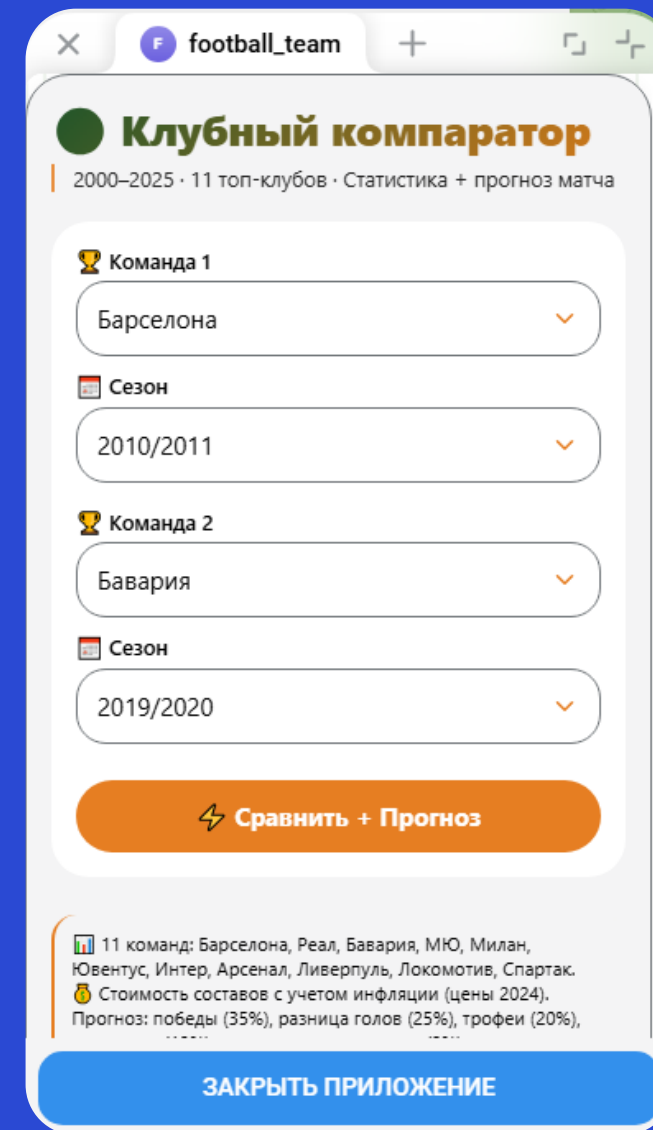 F football_team
Клубный компаратор
2000–2025 · 11 топ-клубов · Статистика + прогноз матча
Команда 1
Барселона
Сезон
2010/2011
Команда 2
Бавария
Сезон
2019/2020
Сравнить + Прогноз
11 команд: Барселона, Реал, Бавария, МЮ, Милан,
Ювентус, Интер, Арсенал, Ливерпуль, Локомотив, Спартак.
Стоимость составов с учетом инфляции (цены 2024).
Прогноз: победы (35%), разница голов (25%), трофеи (20%),
ЗАКРЫТЬ ПРИЛОЖЕНИЕ